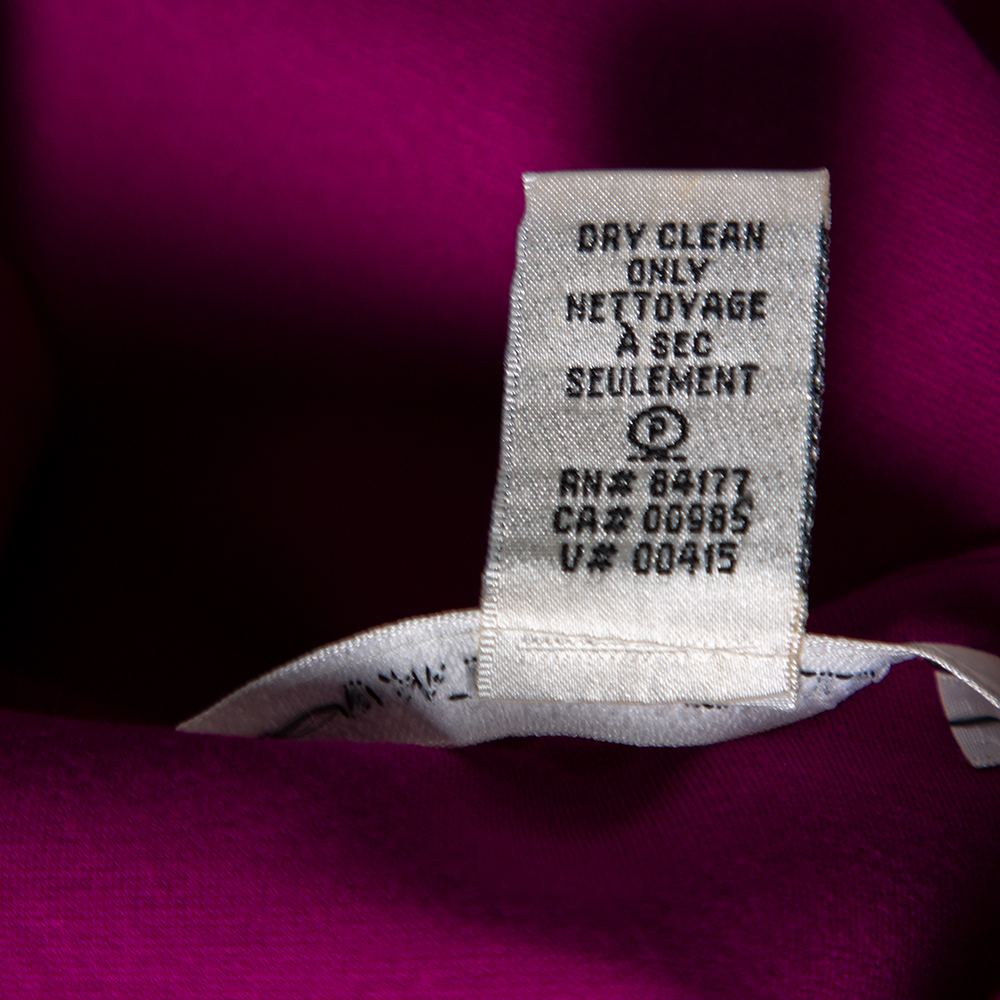 DRY CLEAN
ONLY
NETTOYAGE
À SEC
SEULEMENT
P
RN# 84177
CA# 00985
V# 00415